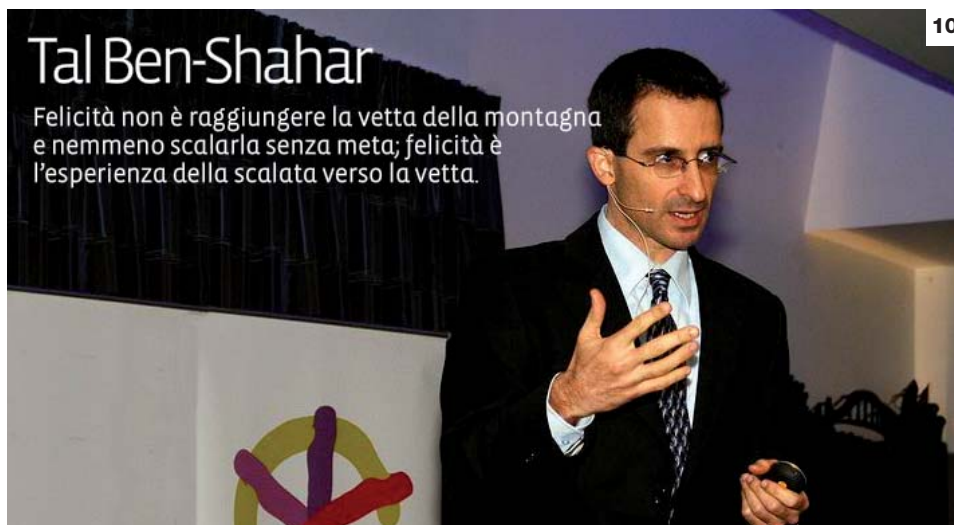 Tal Ben-Shahar
10
Felicità non è raggiungere la vetta della montagna
e nemmeno scalarla senza meta; felicità è
l'esperienza della scalata verso la vetta.